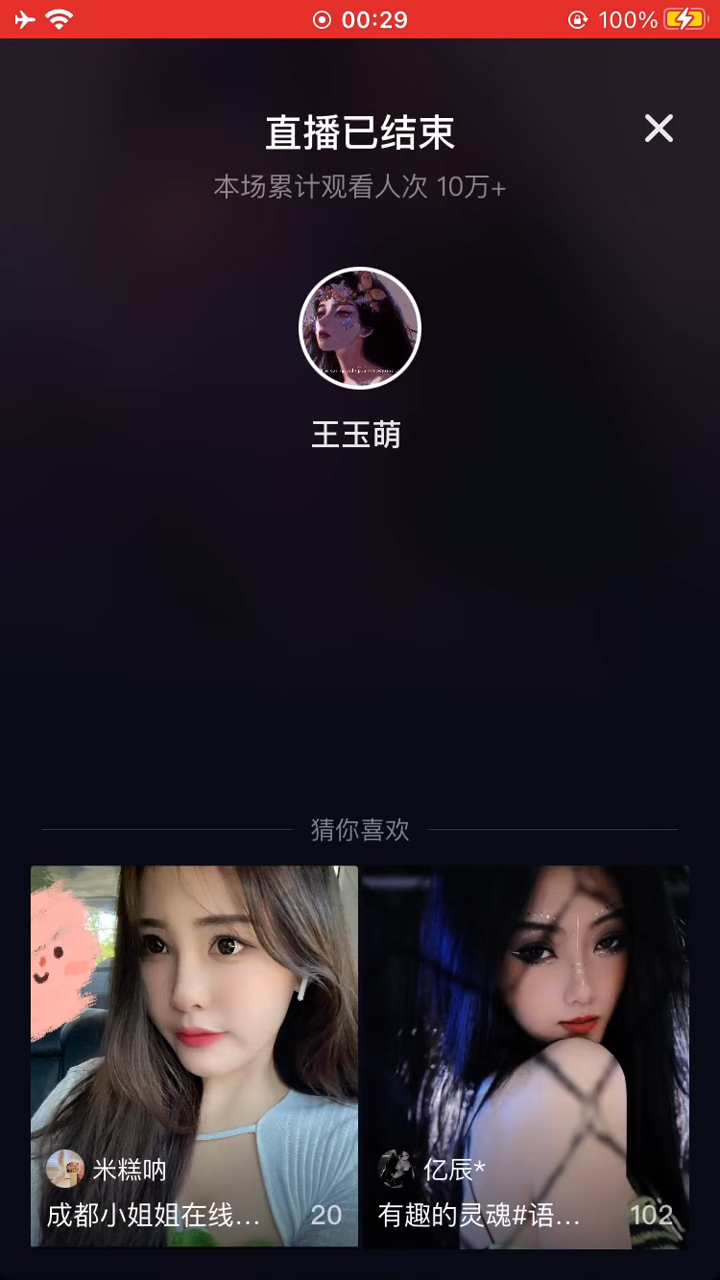 00:29
100%
直播已结束
本场累计观看人次 10万+
王玉萌
猜你喜欢
米糕呐
成都小姐姐在线... 20
亿辰*
有趣的灵魂#语... 102